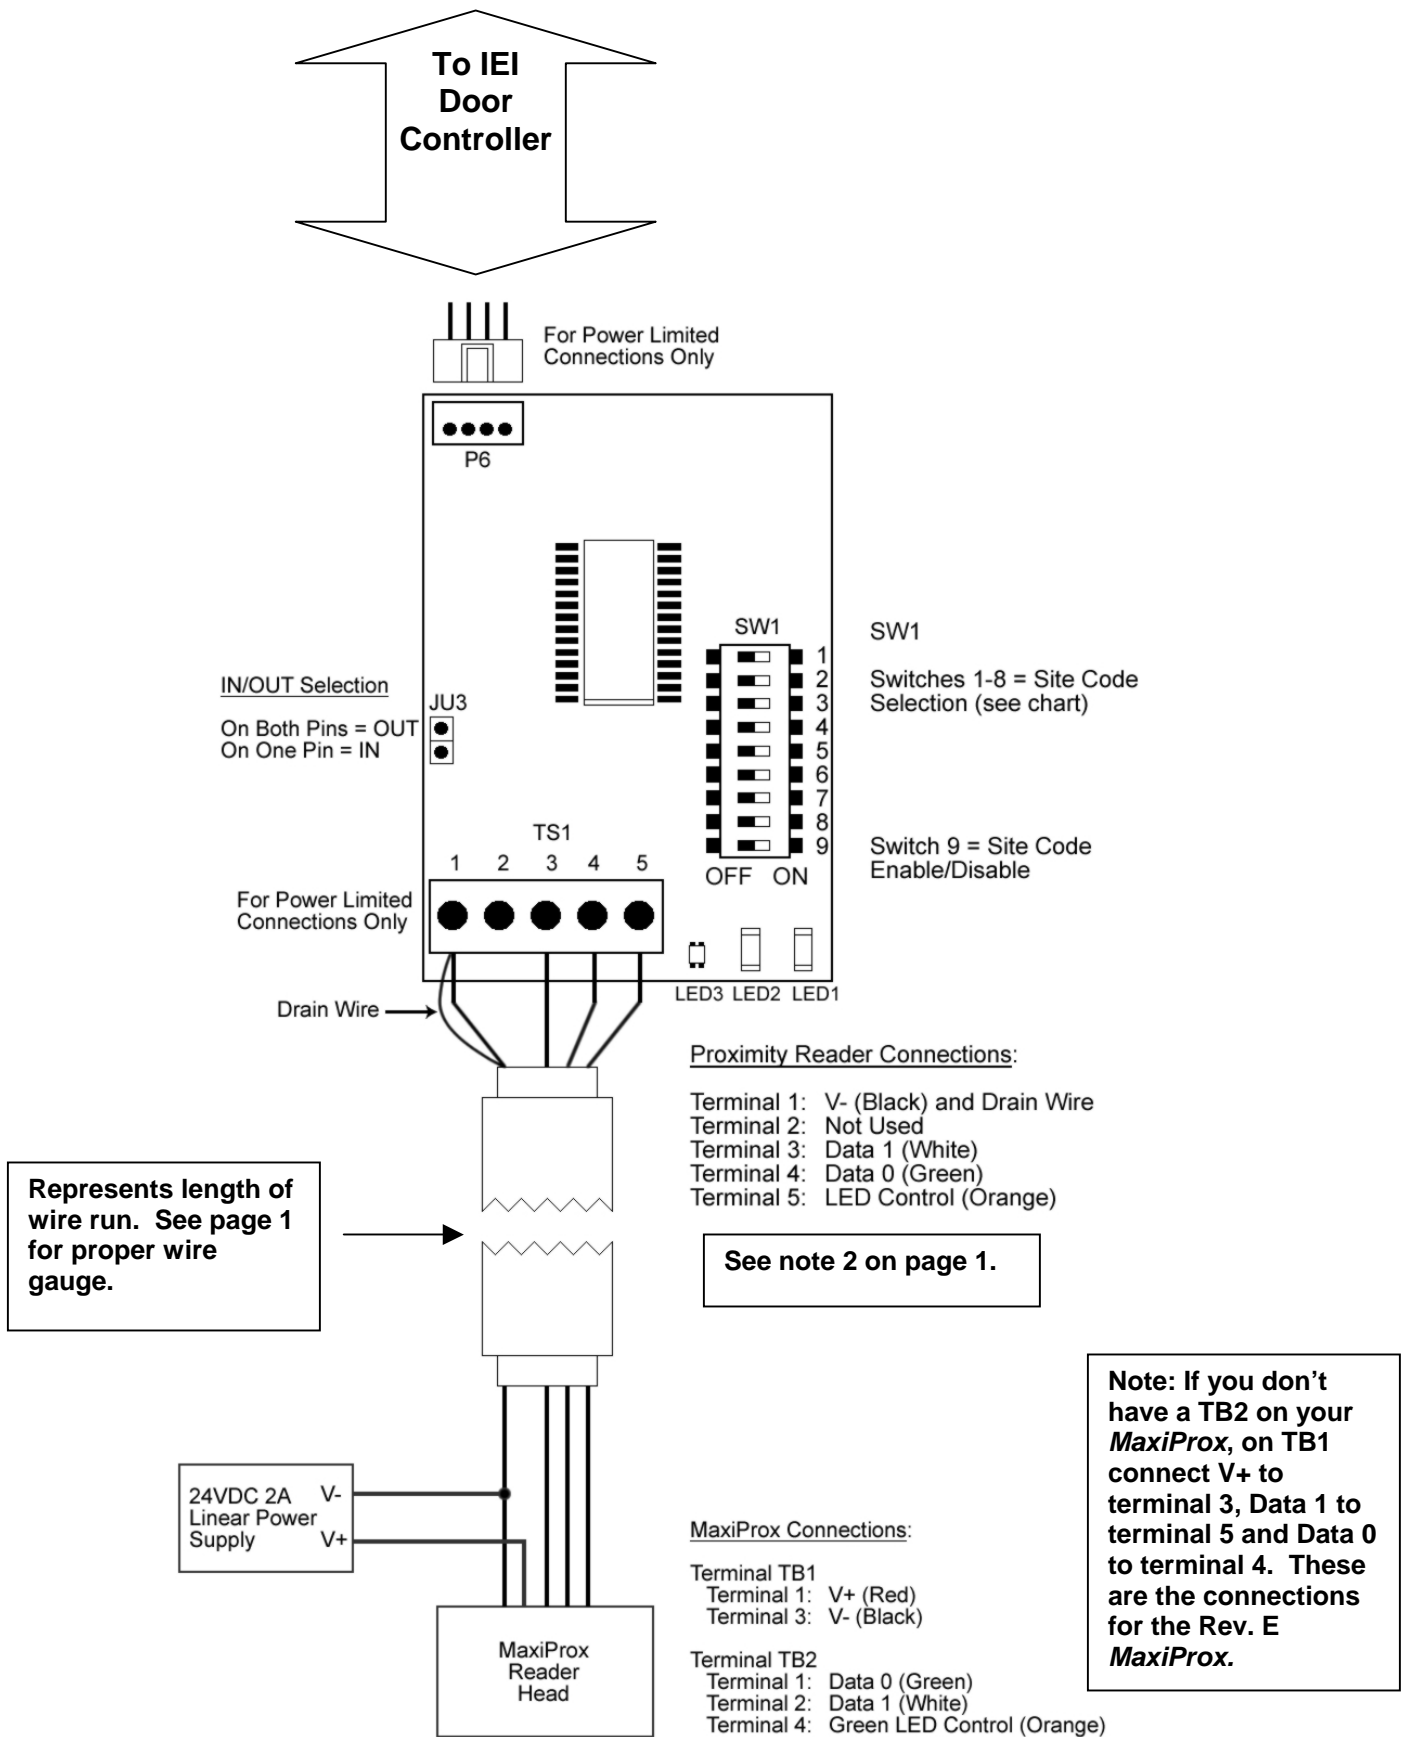 To IEI
Door
Controller
For Power Limited
Connections Only
P6
SW1
1
2
3
4
5
6
7
8
9
OFF ON
SW1
Switches 1-8 = Site Code
Selection (see chart)
Switch 9 = Site Code
Enable/Disable
IN/OUT Selection
On Both Pins = OUT
On One Pin = IN
JU3
TS1
1 2 3 4 5
For Power Limited
Connections Only
LED3 LED2 LED1
Drain Wire
Proximity Reader Connections:
Terminal 1: V- (Black) and Drain Wire
Terminal 2: Not Used
Terminal 3: Data 1 (White)
Terminal 4: Data 0 (Green)
Terminal 5: LED Control (Orange)
Represents length of
wire run. See page 1
for proper wire
gauge.
See note 2 on page 1.
Note: If you don’t
have a TB2 on your
MaxiProx, on TB1
connect V+ to
terminal 3, Data 1 to
terminal 5 and Data 0
to terminal 4. These
are the connections
for the Rev. E
MaxiProx.
24VDC 2A V-
Linear Power
Supply V+
MaxiProx
Reader
Head
MaxiProx Connections:
Terminal TB1
Terminal 1: V+ (Red)
Terminal 3: V- (Black)
Terminal TB2
Terminal 1: Data 0 (Green)
Terminal 2: Data 1 (White)
Terminal 4: Green LED Control (Orange)